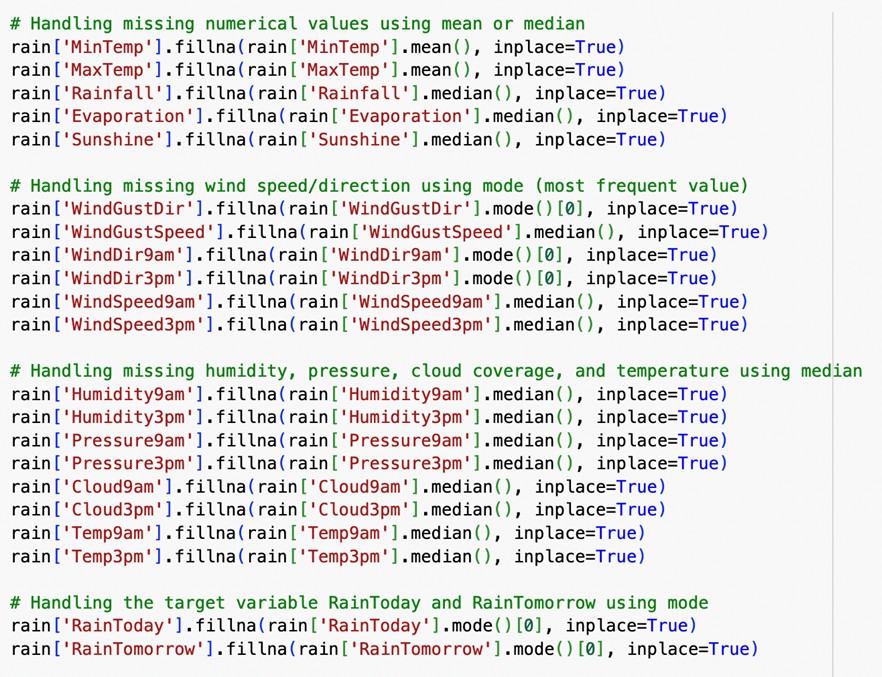 # Handling missing numerical values using mean or median
rain['MinTemp'].fillna(rain['MinTemp'].mean(), inplace=True)
rain['MaxTemp'].fillna(rain['MaxTemp'].mean(), inplace=True)
rain['Rainfall'].fillna(rain['Rainfall'].median(), inplace=True)
rain['Evaporation'].fillna(rain['Evaporation'].median(), inplace=True)
rain['Sunshine'].fillna(rain['Sunshine'].median(), inplace=True)

# Handling missing wind speed/direction using mode (most frequent value)
rain['WindGustDir'].fillna(rain['WindGustDir'].mode()[0], inplace=True)
rain['WindGustSpeed'].fillna(rain['WindGustSpeed'].median(), inplace=True)
rain['WindDir9am'].fillna(rain['WindDir9am'].mode()[0], inplace=True)
rain['WindDir3pm'].fillna(rain['WindDir3pm'].mode()[0], inplace=True)
rain['WindSpeed9am'].fillna(rain['WindSpeed9am'].median(), inplace=True)
rain['WindSpeed3pm'].fillna(rain['WindSpeed3pm'].median(), inplace=True)

# Handling missing humidity, pressure, cloud coverage, and temperature using median
rain['Humidity9am'].fillna(rain['Humidity9am'].median(), inplace=True)
rain['Humidity3pm'].fillna(rain['Humidity3pm'].median(), inplace=True)
rain['Pressure9am'].fillna(rain['Pressure9am'].median(), inplace=True)
rain['Pressure3pm'].fillna(rain['Pressure3pm'].median(), inplace=True)
rain['Cloud9am'].fillna(rain['Cloud9am'].median(), inplace=True)
rain['Cloud3pm'].fillna(rain['Cloud3pm'].median(), inplace=True)
rain['Temp9am'].fillna(rain['Temp9am'].median(), inplace=True)
rain['Temp3pm'].fillna(rain['Temp3pm'].median(), inplace=True)

# Handling the target variable RainToday and RainTomorrow using mode
rain['RainToday'].fillna(rain['RainToday'].mode()[0], inplace=True)
rain['RainTomorrow'].fillna(rain['RainTomorrow'].mode()[0], inplace=True)